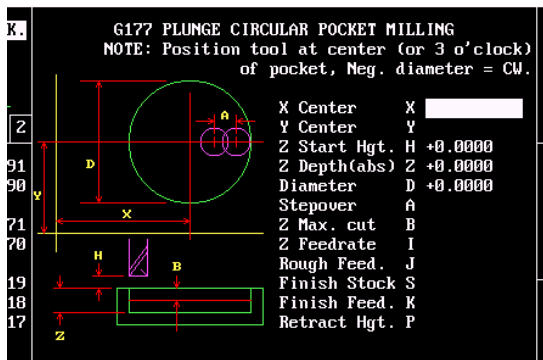 K.
G177 PLUNGE CIRCULAR POCKET MILLING
NOTE: Position tool at center (or 3 o'clock)
of pocket, Neg. diameter = CW.
X Center X
Y Center Y
Z Start Hgt. H +0.0000
Z Depth(abs) Z +0.0000
Diameter D +0.0000
Stepover A
Z Max. cut B
Z Feedrate I
Rough Feed. J
Finish Stock S
Finish Feed. K
Retract Hgt. P
A
D
Y
X
H
B
Z
2
91
90
71
70
19
18
17